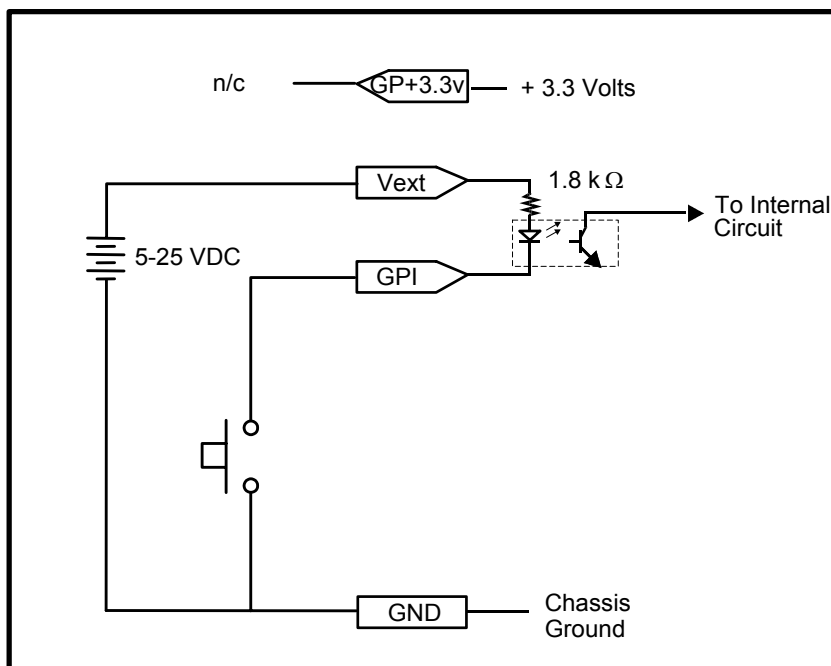 n/c
GP+3.3v
+ 3.3 Volts
Vext
1.8 k Ω
To Internal
Circuit
5-25 VDC
GPI
GND
Chassis
Ground